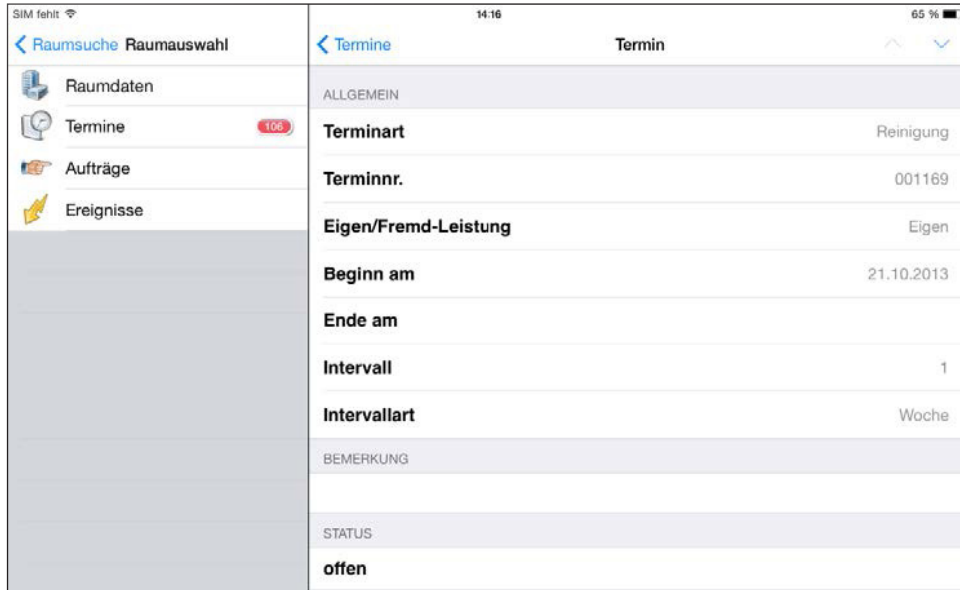 SIM fehlt 14:16 65 %
Raumsuche Raumauswahl
Raumdaten
Termine 106
Aufträge
Ereignisse
Termine Termin
ALLGEMEIN
Terminart Reinigung
Terminnr. 001169
Eigen/Fremd-Leistung Eigen
Beginn am 21.10.2013
Ende am
Intervall 1
Intervallart Woche
BEMERKUNG
STATUS
offen